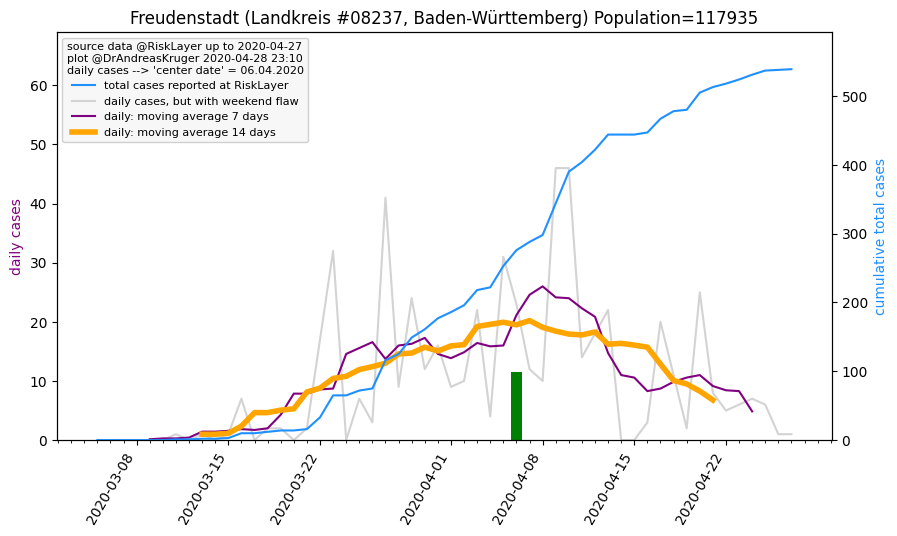 Freudenstadt (Landkreis #08237, Baden-Württemberg) Population=117935
source data @RiskLayer up to 2020-04-27
plot @DrAndreasKruger 2020-04-28 23:10
daily cases --> 'center date' = 06.04.2020
total cases reported at RiskLayer
daily cases, but with weekend flaw
daily: moving average 7 days
daily: moving average 14 days
daily cases
60
50
40
30
20
10
0
cumulative total cases
500
400
300
200
100
0
2020-03-08
2020-03-15
2020-03-22
2020-04-01
2020-04-08
2020-04-15
2020-04-22